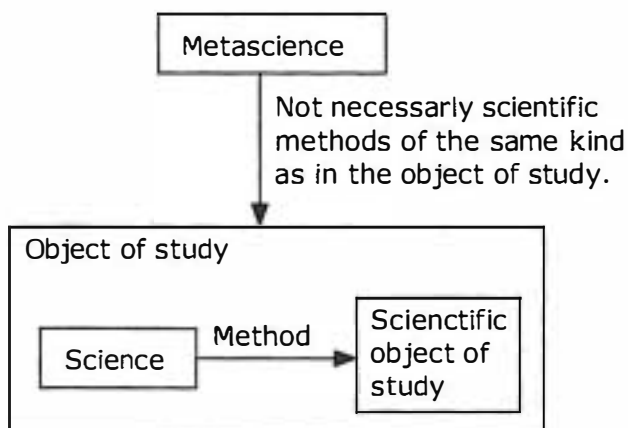 Metascience
Not necessarly scientific
methods of the same kind
as in the object of study.
Object of study
Science
Method
Scienctific
object of
study